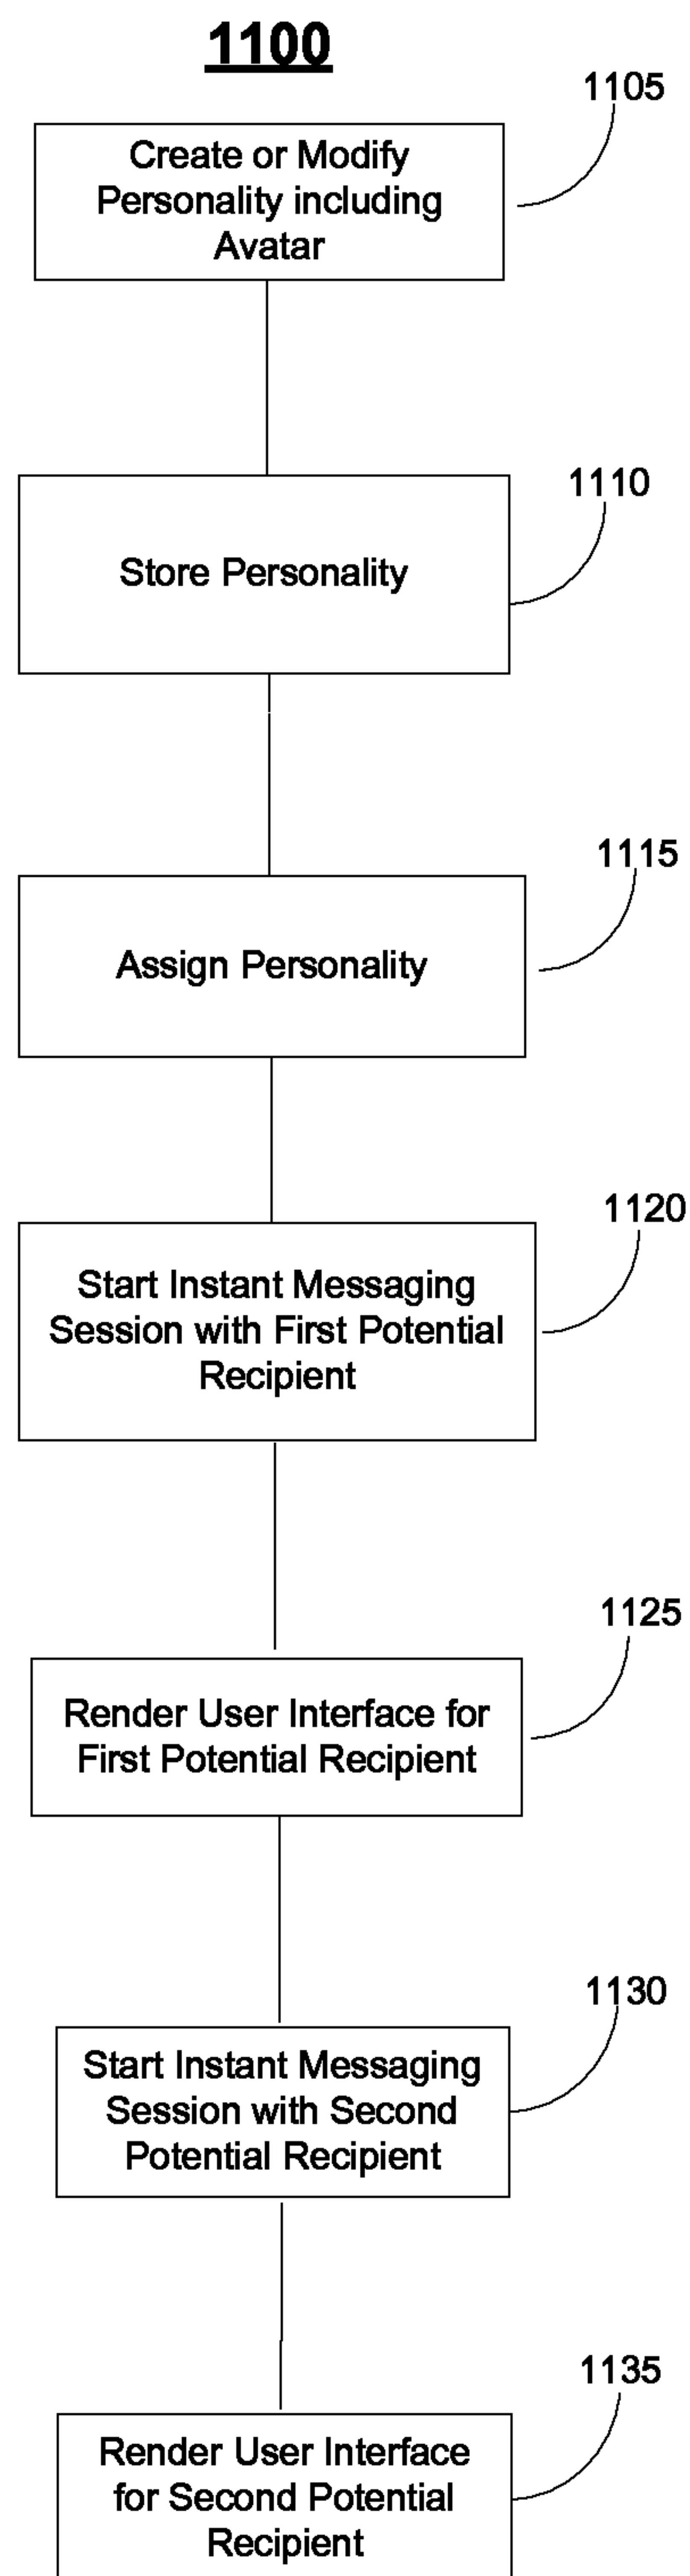 1100
1105
Create or Modify
Personality including
Avatar
1110
Store Personality
1115
Assign Personality
1120
Start Instant Messaging
Session with First Potential
Recipient
1125
Render User Interface for
First Potential Recipient
1130
Start Instant Messaging
Session with Second
Potential Recipient
1135
Render User Interface
for Second Potential
Recipient